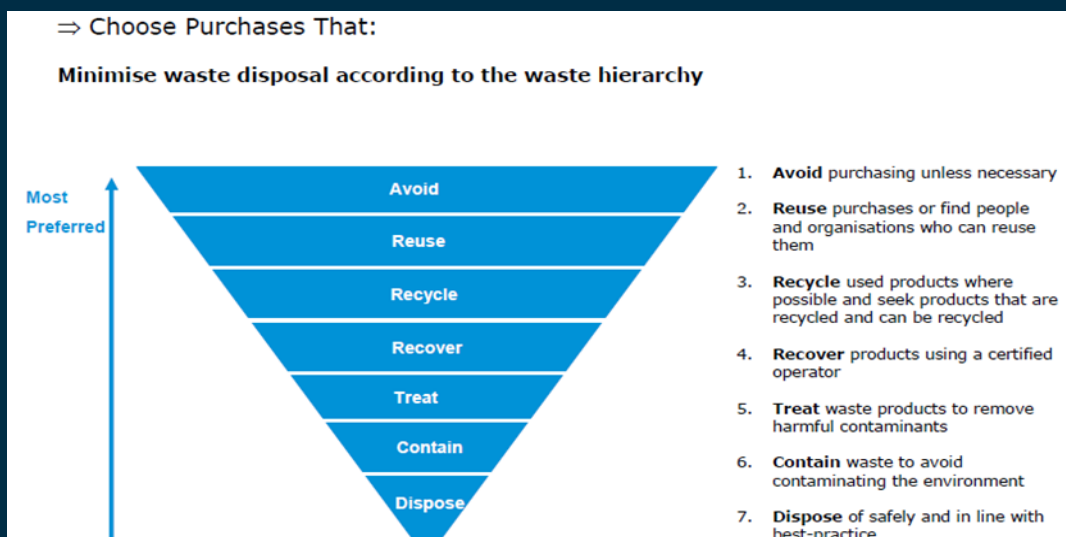 ⇒ Choose Purchases That:
Minimise waste disposal according to the waste hierarchy
Most
Preferred
Avoid
Reuse
Recycle
Recover
Treat
Contain
Dispose
1. Avoid purchasing unless necessary
2. Reuse purchases or find people
and organisations who can reuse
them
3. Recycle used products where
possible and seek products that are
recycled and can be recycled
4. Recover products using a certified
operator
5. Treat waste products to remove
harmful contaminants
6. Contain waste to avoid
contaminating the environment
7. Dispose of safely and in line with
best-practice